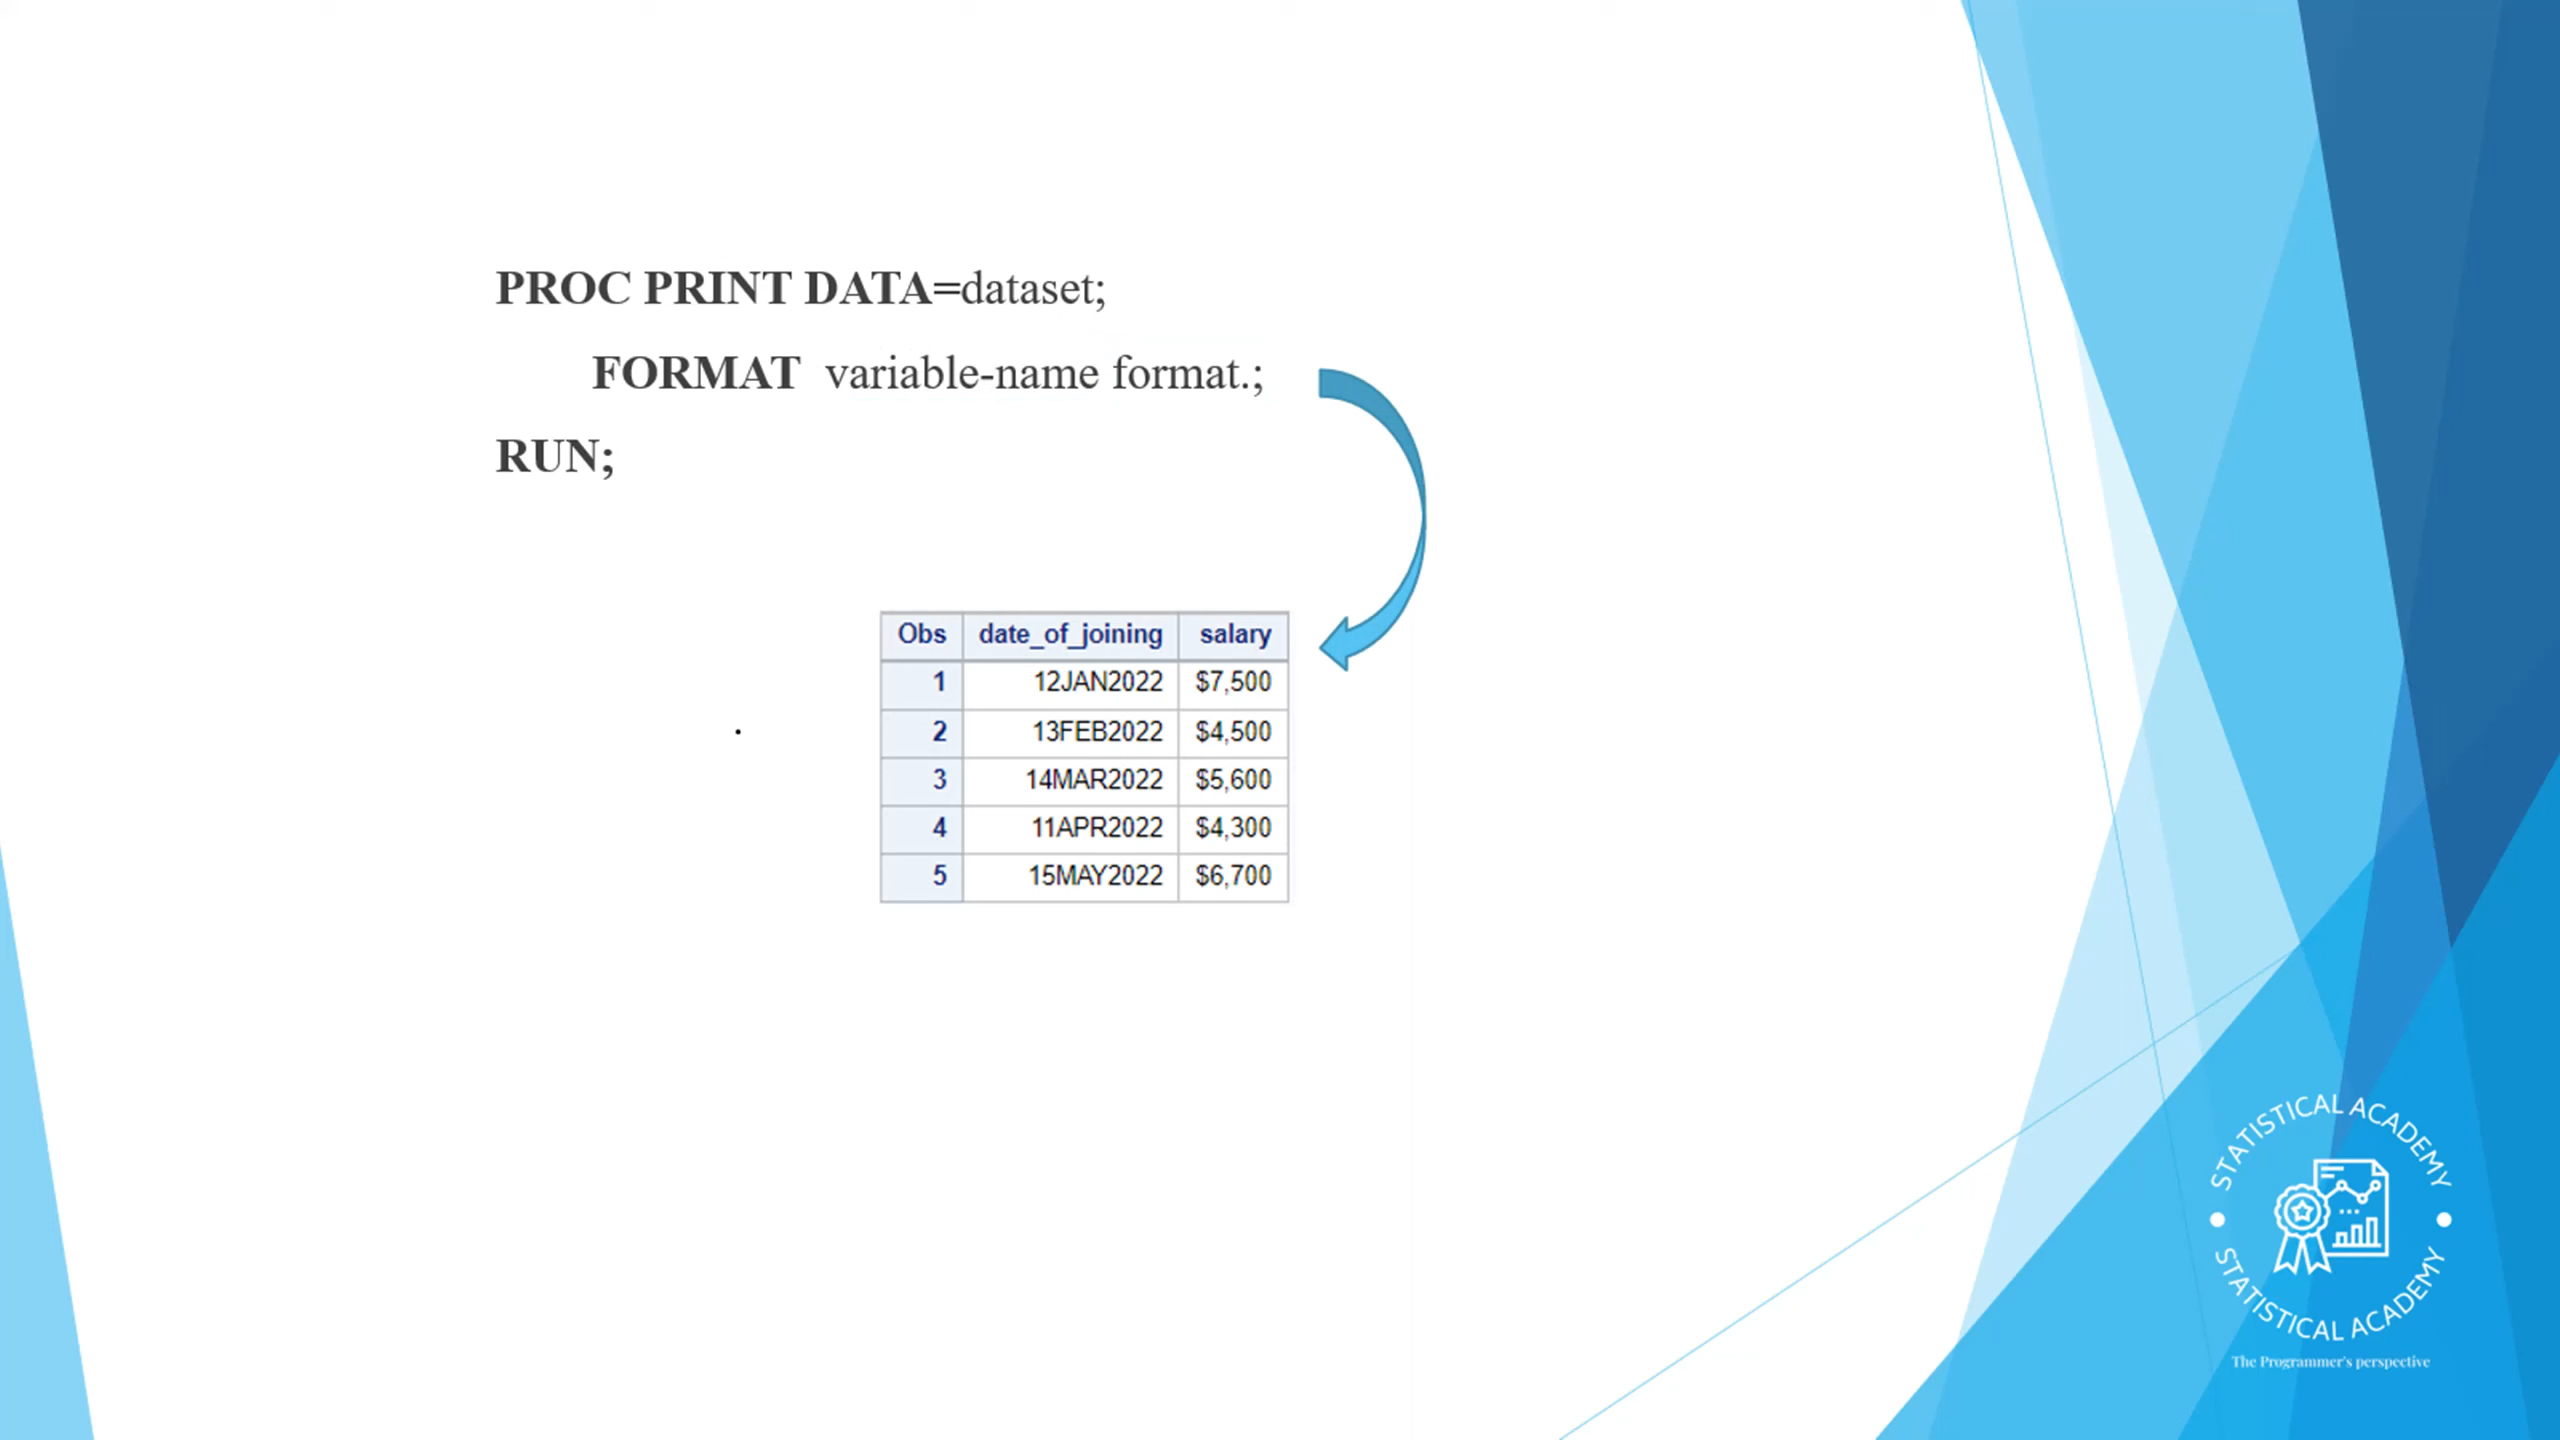 PROC PRINT DATA=dataset;
FORMAT variable-name format.;
RUN;
Obs date_of_joining salary
1 12JAN2022 $7,500
2 13FEB2022 $4,500
3 14MAR2022 $5,600
4 11APR2022 $4,300
5 15MAY2022 $6,700
STATISTICAL ACADEMY
STATISTICAL ACADEMY
The Programmer's perspective